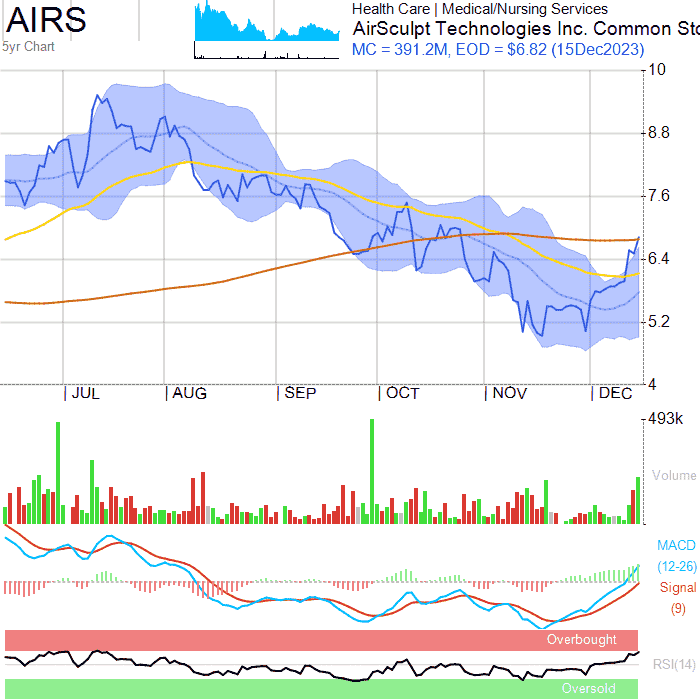 AIRS
5yr Chart
Health Care | Medical/Nursing Services
AirSculpt Technologies Inc. Common Sto
MC = 391.2M, EOD = $6.82 (15Dec2023)
10
8.8
7.6
6.4
5.2
4
JUL AUG SEP OCT NOV DEC
493k
Volume
MACD
(12-26)
Signal
(9)
Overbought
RSI(14)
Oversold